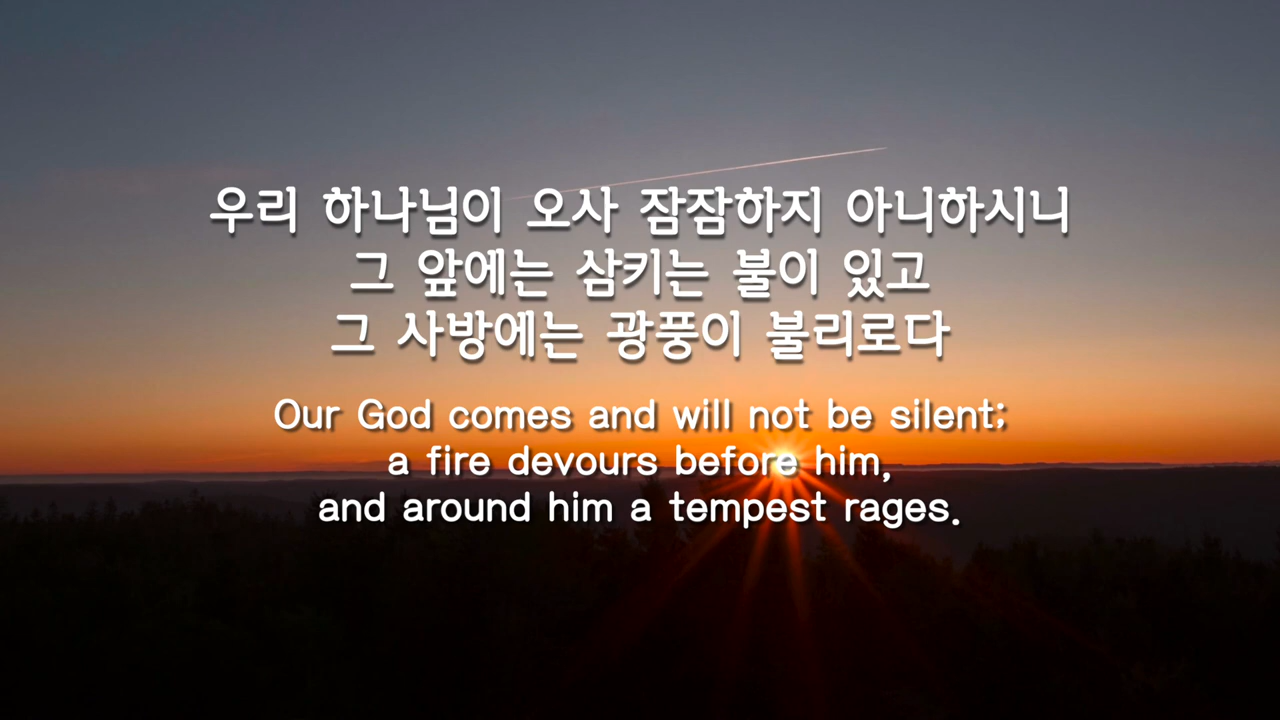 우리 하나님이 오사 잠잠하지 아니하시니
그 앞에는 삼키는 불이 있고
그 사방에는 광풍이 불리로다
Our God comes and will not be silent;
a fire devours before him,
and around him a tempest rages.